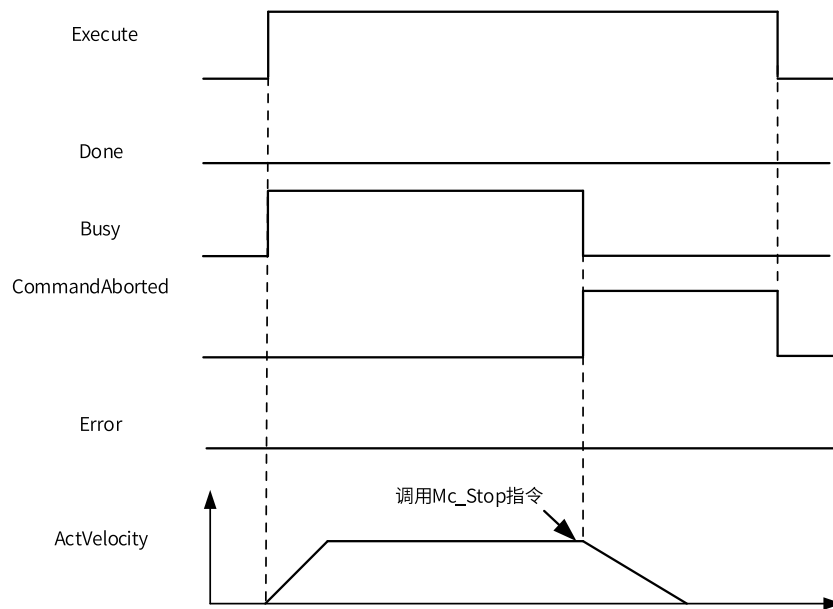 Execute
Done
Busy
CommandAborted
Error
调用Mc_Stop指令
ActVelocity